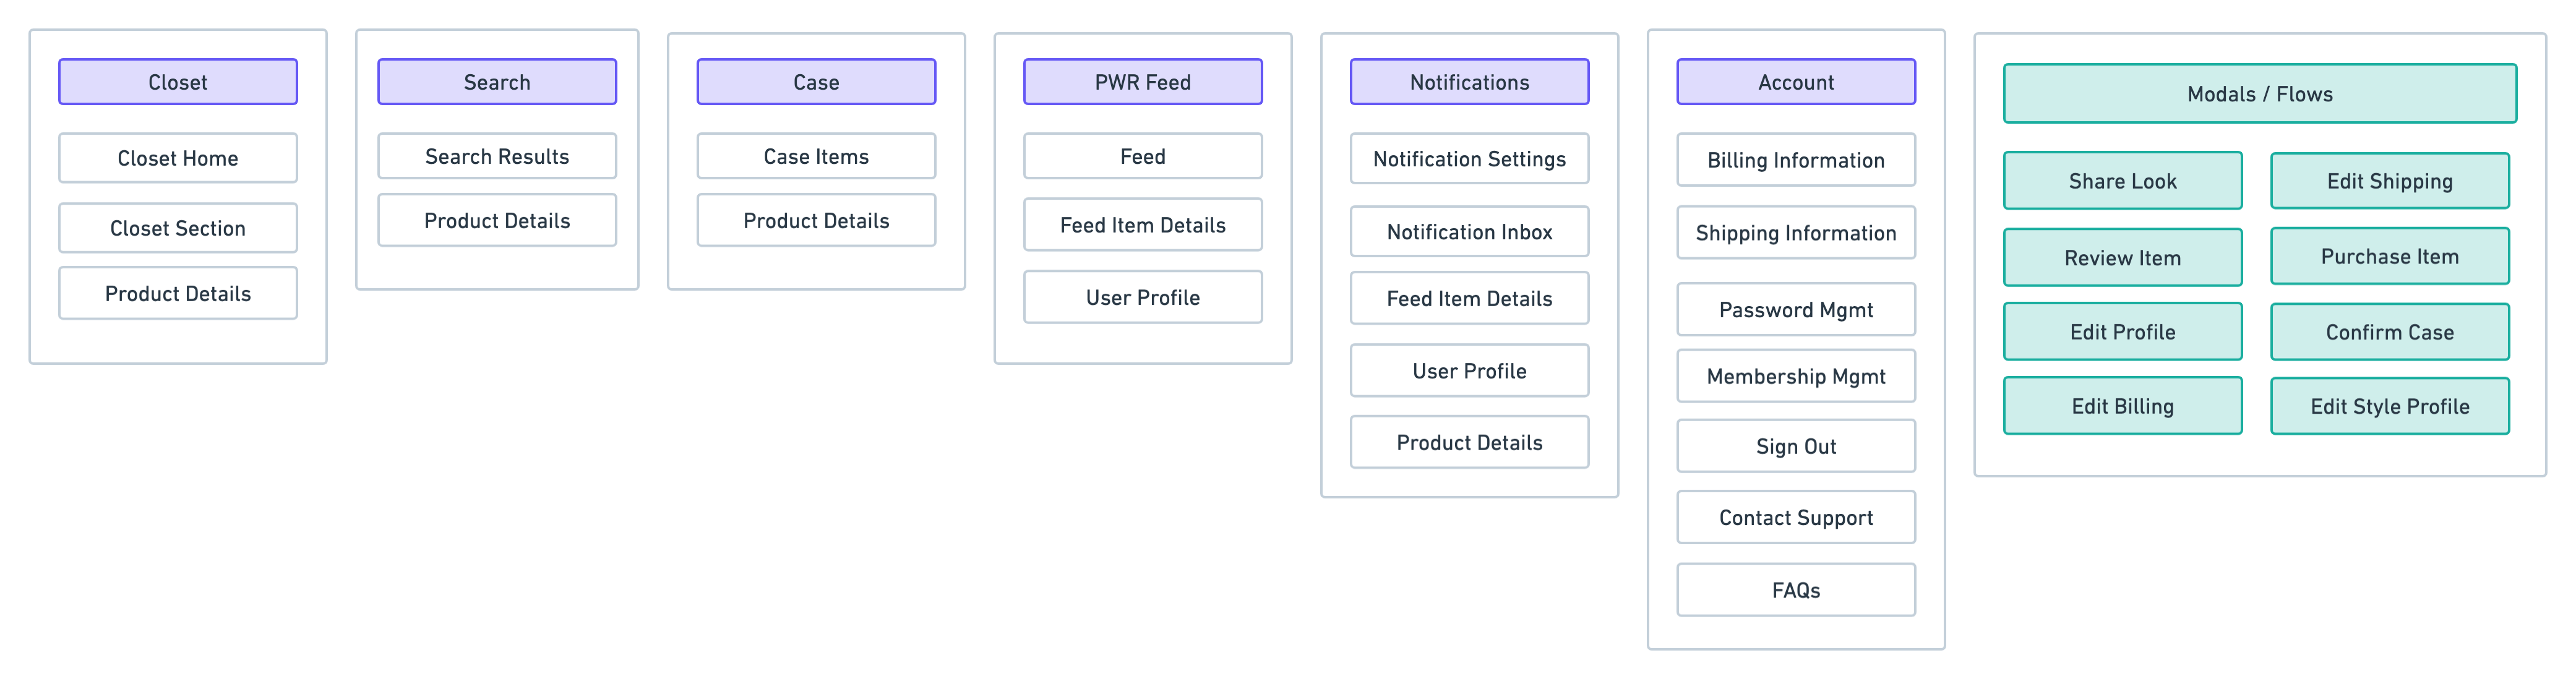 Closet
Closet Home
Closet Section
Product Details
Search
Search Results
Product Details
Case
Case Items
Product Details
PWR Feed
Feed
Feed Item Details
User Profile
Notifications
Notification Settings
Notification Inbox
Feed Item Details
User Profile
Product Details
Account
Billing Information
Shipping Information
Password Mgmt
Membership Mgmt
Sign Out
Contact Support
FAQs
Modals / Flows
Share Look
Edit Shipping
Review Item
Purchase Item
Edit Profile
Confirm Case
Edit Billing
Edit Style Profile